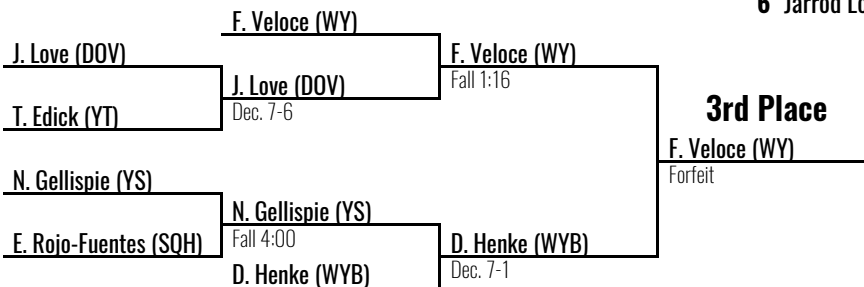 6 Jarrod
F. Veloce (WY)
J. Love (DOV)
F. Veloce (WY)
Fall 1:16
J. Love (DOV)
Dec. 7-6
T. Edick (YT)
3rd Place
F. Veloce (WY)
Forfeit
N. Gellispie (YS)
N. Gellispie (YS)
Fall 4:00
E. Rojo-Fuentes (SQH)
D. Henke (WYB)
Dec. 7-1
D. Henke (WYB)